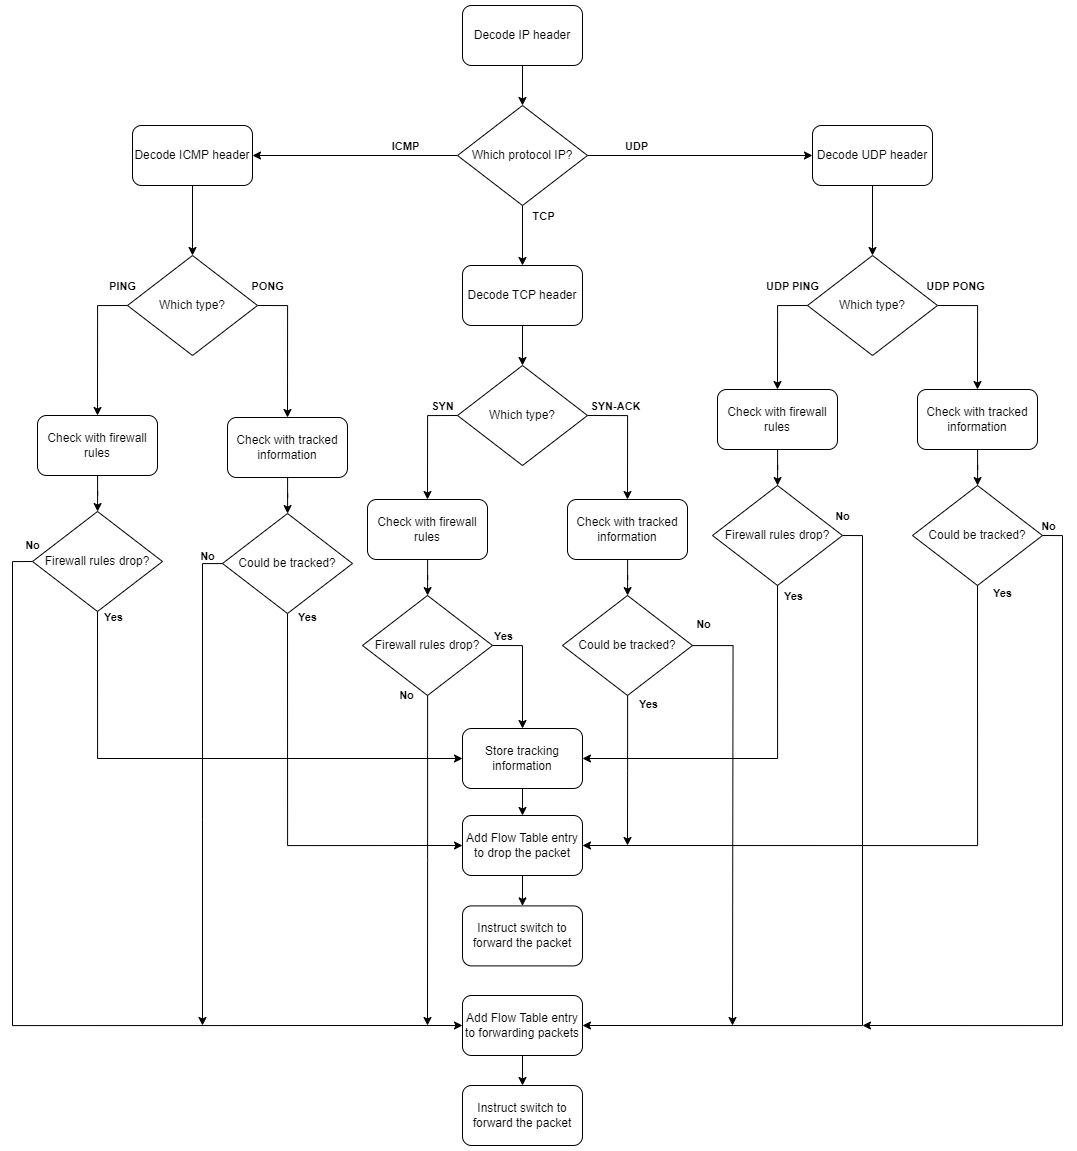 Decode IP header
Decode ICMP header
ICMP
Which protocol IP?
UDP
Decode UDP header
TCP
PING
Which type?
PONG
Decode TCP header
UDP PING
Which type?
UDP PONG
SYN
Which type?
SYN-ACK
Check with firewall
rules
Check with tracked
information
Check with firewall
rules
Check with tracked
information
Check with firewall
rules
Check with tracked
information
No
Firewall rules drop?
Yes
No
Could be tracked?
Yes
Firewall rules drop?
No
Yes
Could be tracked?
No
Yes
Firewall rules drop?
Yes
No
Could be tracked?
No
Yes
Store tracking
information
Add Flow Table entry
to drop the packet
Instruct switch to
forward the packet
Add Flow Table entry
to forwarding packets
Instruct switch to
forward the packet